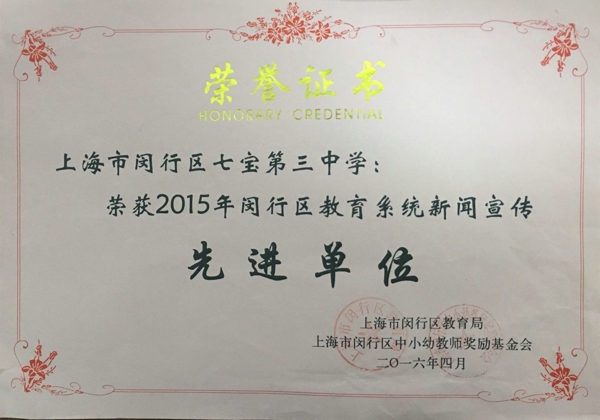 荣誉证书
HONORARY CREDENTIAL
上海市闵行区七宝第三中学：
荣获2015年闵行区教育系统新闻宣传
先进单位
上海市闵行区教育局
上海市闵行区中小幼教师奖励基金会
二〇一六年四月